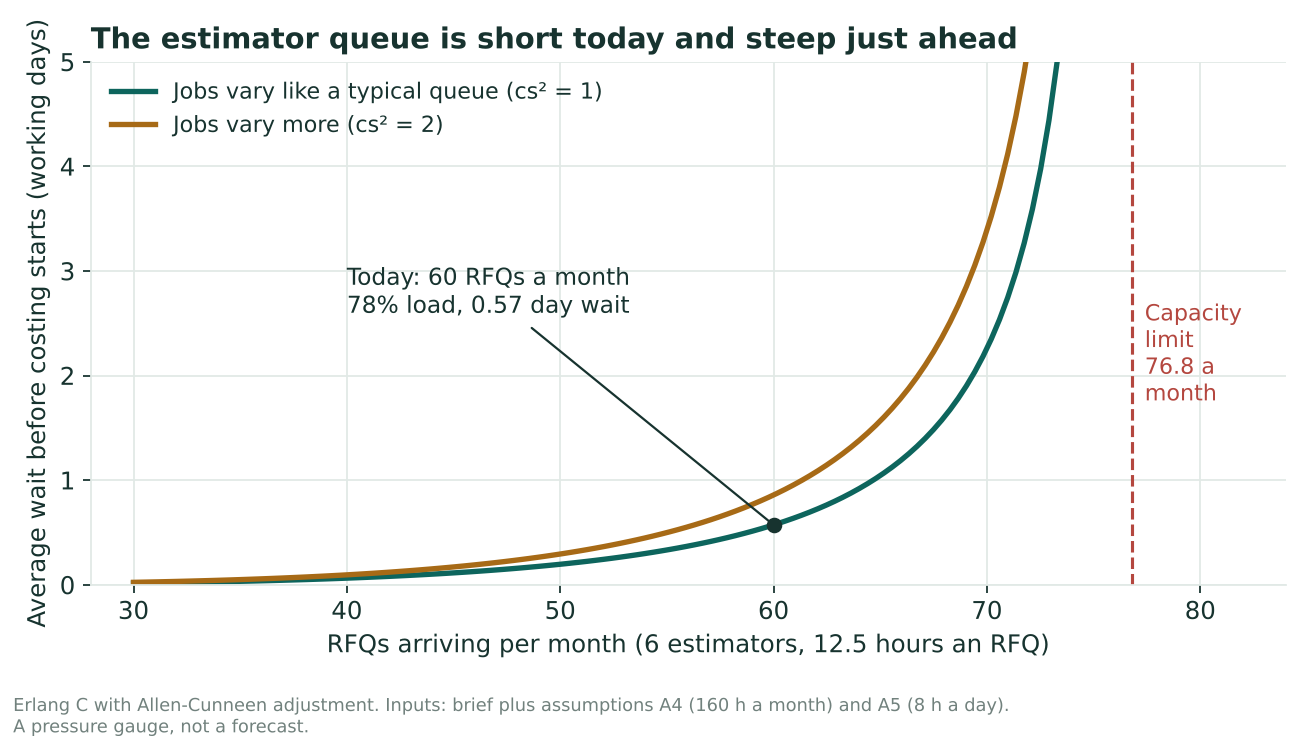 The estimator queue is short today and steep just ahead
Average wait before costing starts (working days)
5
4
3
2
1
0
Jobs vary like a typical queue (cs² = 1)
Jobs vary more (cs² = 2)
Today: 60 RFQs a month
78% load, 0.57 day wait
Capacity
limit
76.8 a
month
30
40
50
60
70
80
RFQs arriving per month (6 estimators, 12.5 hours an RFQ)
Erlang C with Allen-Cunneen adjustment. Inputs: brief plus assumptions A4 (160 h a month) and A5 (8 h a day).
A pressure gauge, not a forecast.